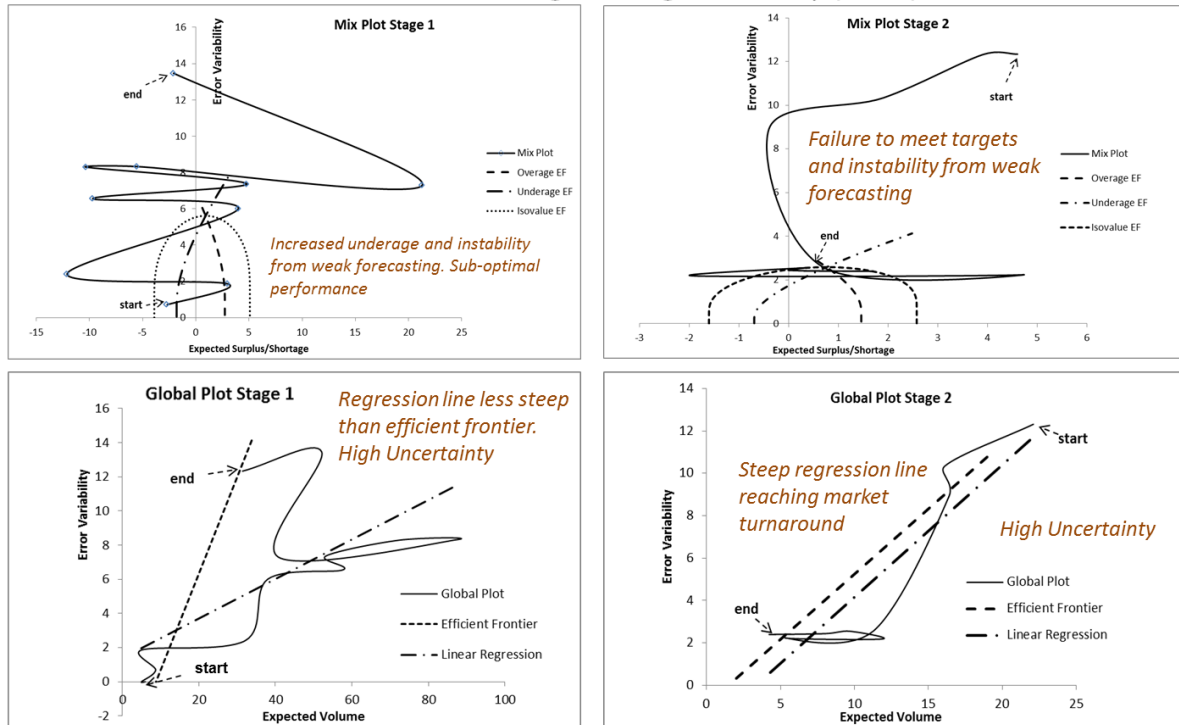 Mix Plot Stage 1
Error Variability
16
14
12
10
8
6
4
2
0
-15
-10
-5
0
5
10
15
20
25
Expected Surplus/Shortage
end
start
8
Mix Plot
Overage EF
Underage EF
Isovalue EF
Increased underage and instability
from weak forecasting. Sub-optimal
performance
Mix Plot Stage 2
Error Variability
14
12
10
8
6
4
2
0
-3
-2
-1
0
1
2
3
4
5
6
Expected Surplus/Shortage
start
end
Failure to meet targets
and instability from weak
forecasting
Mix Plot
Overage EF
Underage EF
Isovalue EF
Global Plot Stage 1
Error Variability
16
14
12
10
8
6
4
2
0
-2
0
20
40
60
80
100
Expected Volume
end
start
Regression line less steep
than efficient frontier.
High Uncertainty
Global Plot
Efficient Frontier
Linear Regression
Global Plot Stage 2
Error Variability
14
12
10
8
6
4
2
0
0
5
10
15
20
25
Expected Volume
start
end
Steep regression line
reaching market
turnaround
High Uncertainty
Global Plot
Efficient Frontier
Linear Regression